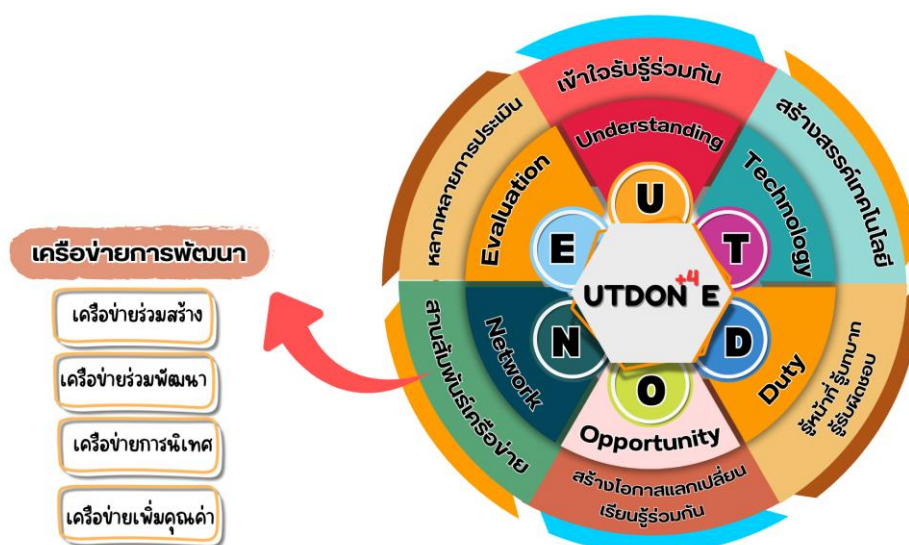 เครือข่ายการพัฒนา
เครือข่ายร่วมสร้าง
เครือข่ายร่วมพัฒนา
เครือข่ายการนิเทศ
เครือข่ายเพิ่มคุณค่า
เข้าใจรับรู้ร่วมกัน
Understanding
U
สร้างสรรค์เทคโนโลยี
Technology
T
รู้หน้าที่ รู้บทบาท
รู้รับผิดชอบ
Duty
D
สร้างโอกาสแลกเปลี่ยน
เรียนรู้ร่วมกัน
Opportunity
O
สานสัมพันธ์เครือข่าย
Network
N
หลากหลายการประเมิน
Evaluation
E
UTDON+4 E